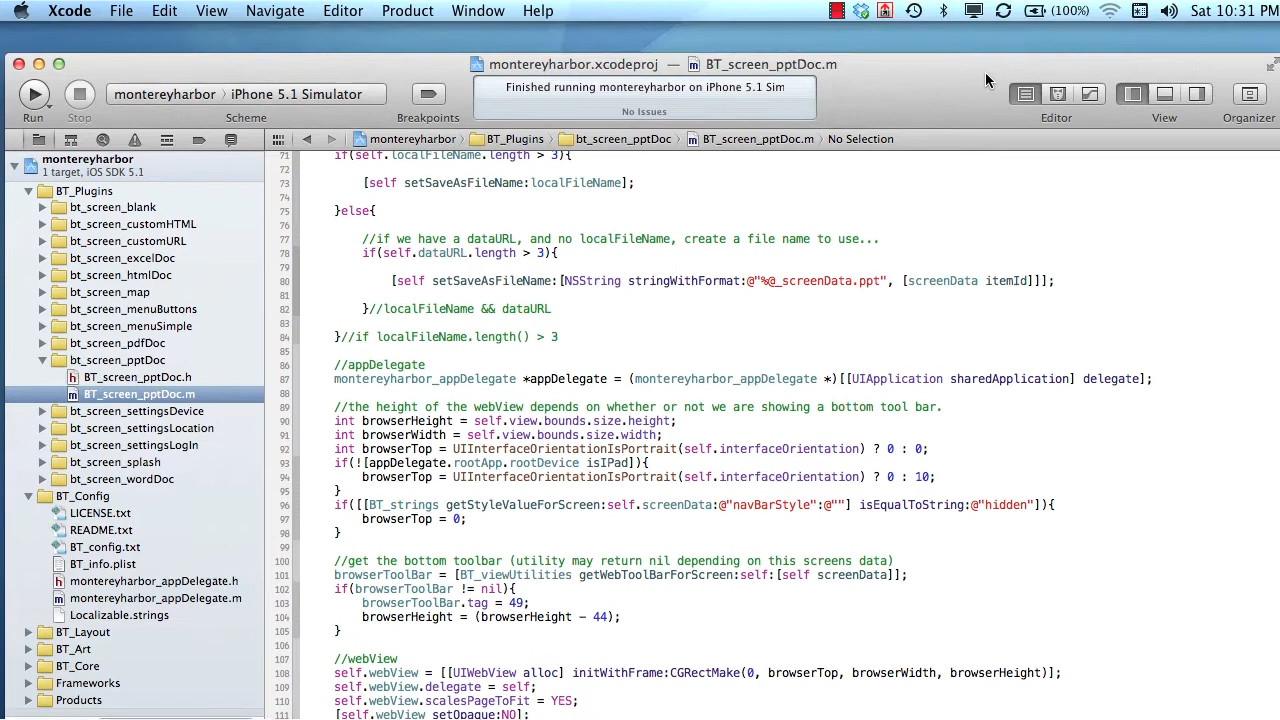 Xcode File Edit View Navigate Editor Product Window Help (100%) Sat 10:31 PM
montereyharbor.xcodeproj — BT_screen_pptDoc.m
montereyharbor iPhone 5.1 Simulator
Finished running montereyharbor on iPhone 5.1 Sim
No Issues
Run Stop Scheme Breakpoints Editor View Organizer
montereyharbor BT_Plugins bt_screen_pptDoc BT_screen_pptDoc.m No Selection
montereyharbor
1 target, iOS SDK 5.1
BT_Plugins
bt_screen_blank
bt_screen_customHTML
bt_screen_customURL
bt_screen_excelDoc
bt_screen_htmlDoc
bt_screen_map
bt_screen_menuButtons
bt_screen_menuSimple
bt_screen_pdfDoc
bt_screen_pptDoc
BT_screen_pptDoc.h
BT_screen_pptDoc.m
bt_screen_settingsDevice
bt_screen_settingsLocation
bt_screen_settingsLogIn
bt_screen_splash
bt_screen_wordDoc
BT_Config
LICENSE.txt
README.txt
BT_config.txt
BT_info.plist
montereyharbor_appDelegate.h
montereyharbor_appDelegate.m
Localizable.strings
BT_Layout
BT_Art
BT_Core
Frameworks
Products
71 if(self.localFileName.length > 3){
72
73 [self setSaveAsFileName:localFileName];
74
75 }else{
76
77 //if we have a dataURL, and no localFileName, create a file name to use...
78 if(self.dataURL.length > 3){
79
80 [self setSaveAsFileName:[NSString stringWithFormat:@"%@_screenData.ppt", [screenData itemId]]];
81
82 }//localFileName && dataURL
83
84 }//if localFileName.length() > 3
85
86 //appDelegate
87 montereyharbor_appDelegate *appDelegate = (montereyharbor_appDelegate *)[[UIApplication sharedApplication] delegate];
88
89 //the height of the webView depends on whether or not we are showing a bottom tool bar.
90 int browserHeight = self.view.bounds.size.height;
91 int browserWidth = self.view.bounds.size.width;
92 int browserTop = UIInterfaceOrientationIsPortrait(self.interfaceOrientation) ? 0 : 0;
93 if(![appDelegate.rootApp.rootDevice isIPad]){
94 browserTop = UIInterfaceOrientationIsPortrait(self.interfaceOrientation) ? 0 : 10;
95 }
96 if([[BT_strings getStyleValueForScreen:self.screenData:@"navBarStyle":@""] isEqualToString:@"hidden"]){
97 browserTop = 0;
98 }
99
100 //get the bottom toolbar (utility may return nil depending on this screens data)
101 browserToolBar = [BT_viewUtilities getWebToolBarForScreen:self:[self screenData]];
102 if(browserToolBar != nil){
103 browserToolBar.tag = 49;
104 browserHeight = (browserHeight - 44);
105 }
106
107 //webView
108 self.webView = [[UIWebView alloc] initWithFrame:CGRectMake(0, browserTop, browserWidth, browserHeight)];
109 self.webView.delegate = self;
110 self.webView.scalesPageToFit = YES;
111 [self.webView setOpaque:NO];